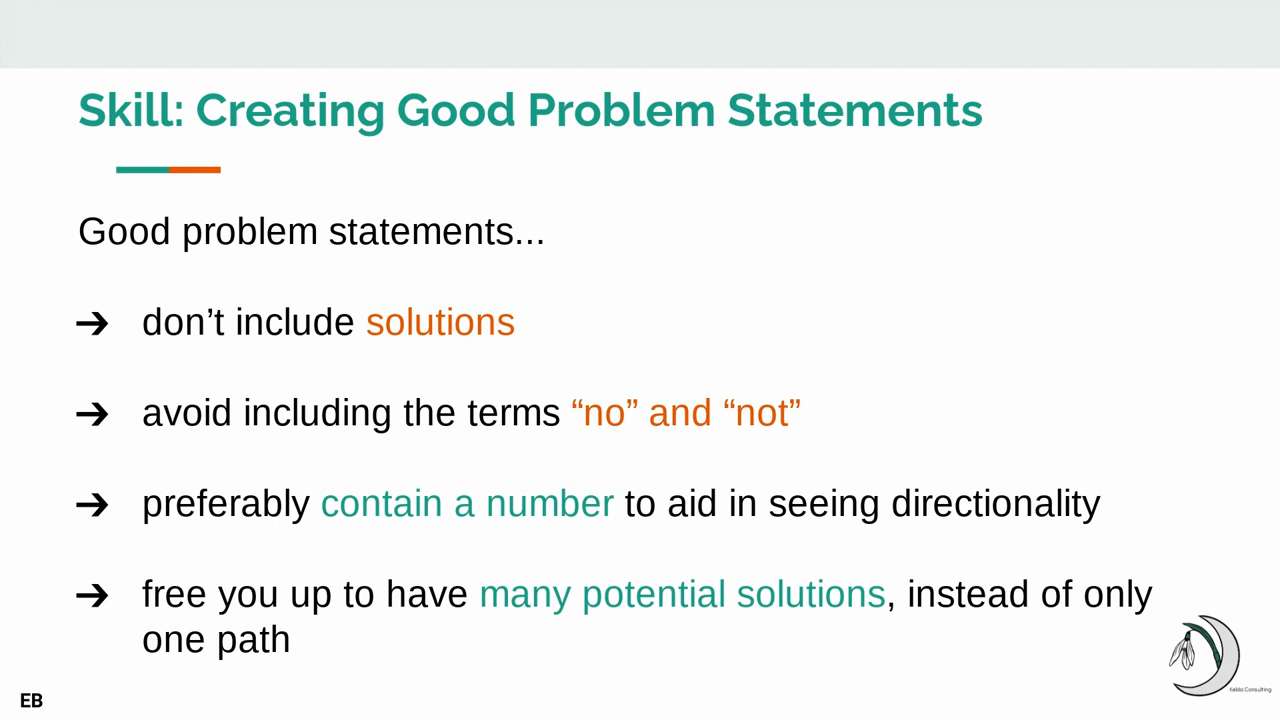 Skill: Creating Good Problem Statements
Good problem statements...
➔ don’t include solutions
➔ avoid including the terms “no” and “not”
➔ preferably contain a number to aid in seeing directionality
➔ free you up to have many potential solutions, instead of only
one path
EB